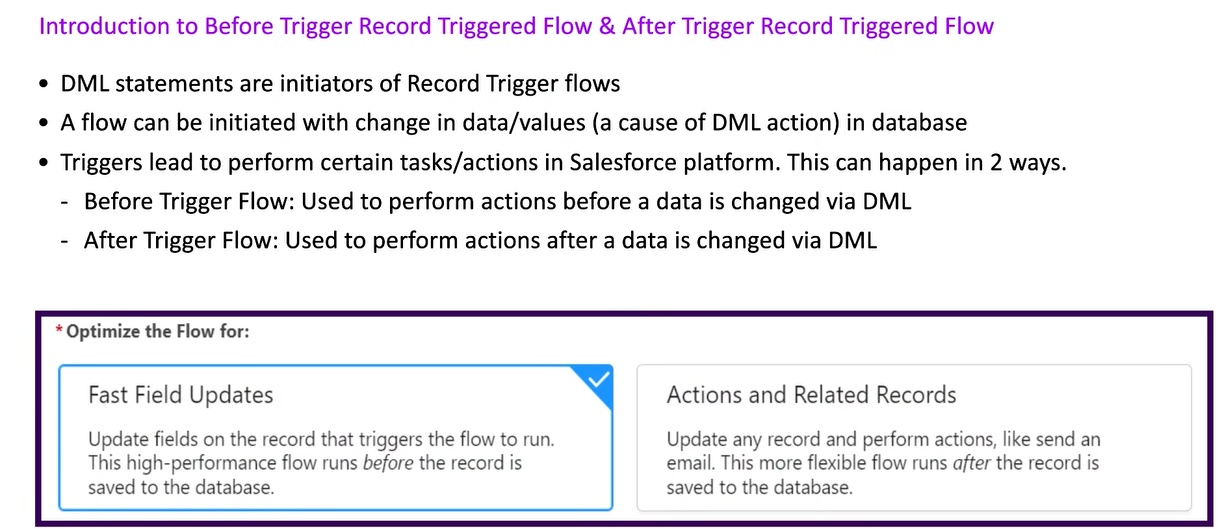 Introduction to Before Trigger Record Triggered Flow & After Trigger Record Triggered Flow
• DML statements are initiators of Record Trigger flows
• A flow can be initiated with change in data/values (a cause of DML action) in database
• Triggers lead to perform certain tasks/actions in Salesforce platform. This can happen in 2 ways.
- Before Trigger Flow: Used to perform actions before a data is changed via DML
- After Trigger Flow: Used to perform actions after a data is changed via DML
* Optimize the Flow for:
Fast Field Updates
Update fields on the record that triggers the flow to run.
This high-performance flow runs before the record is
saved to the database.
Actions and Related Records
Update any record and perform actions, like send an
email. This more flexible flow runs after the record is
saved to the database.